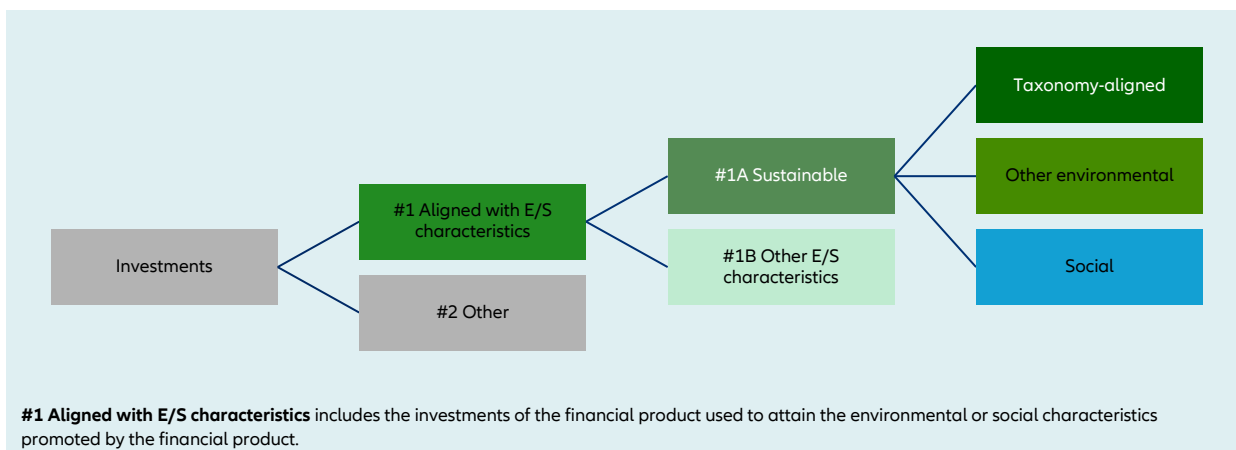 Taxonomy-aligned
#1A Sustainable
Other environmental
#1 Aligned with E/S
characteristics
Investments
#1B Other E/S
characteristics
Social
#2 Other
#1 Aligned with E/S characteristics includes the investments of the financial product used to attain the environmental or social characteristics
promoted by the financial product.